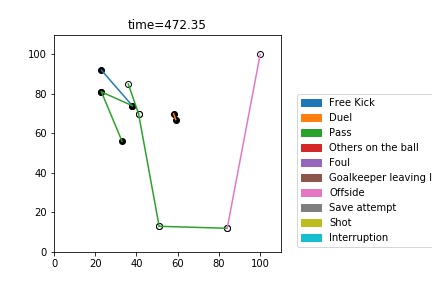 time=472.35
100
80
60
40
20
0
0 20 40 60 80 100
Free Kick
Duel
Pass
Others on the ball
Foul
Goalkeeper leaving l
Offside
Save attempt
Shot
Interruption